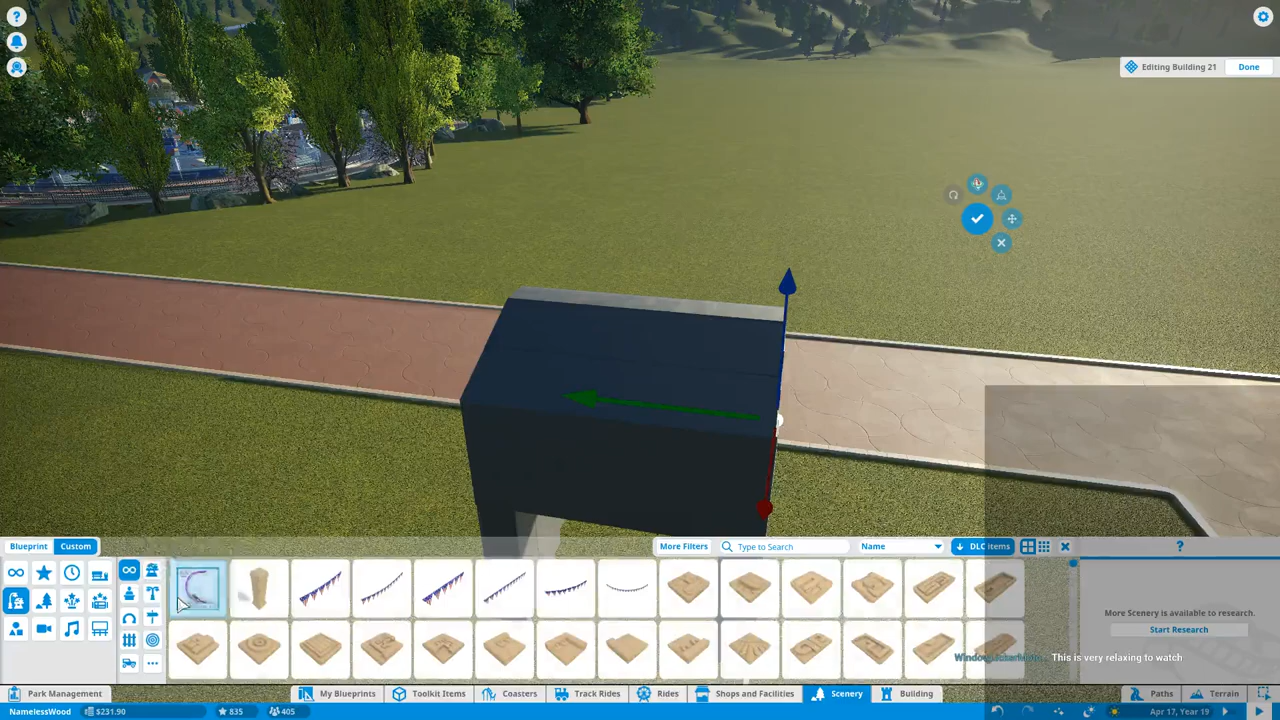 Editing Building 21
Done
Blueprint
Custom
More Filters
Type to Search
Name
DLC Items
?
More Scenery is available to research.
Start Research
This is very relaxing to watch
Park Management
My Blueprints
Toolkit Items
Coasters
Track Rides
Rides
Shops and Facilities
Scenery
Building
Paths
Terrain
NamelessWood
$231.90
835
405
Apr 17, Year 19